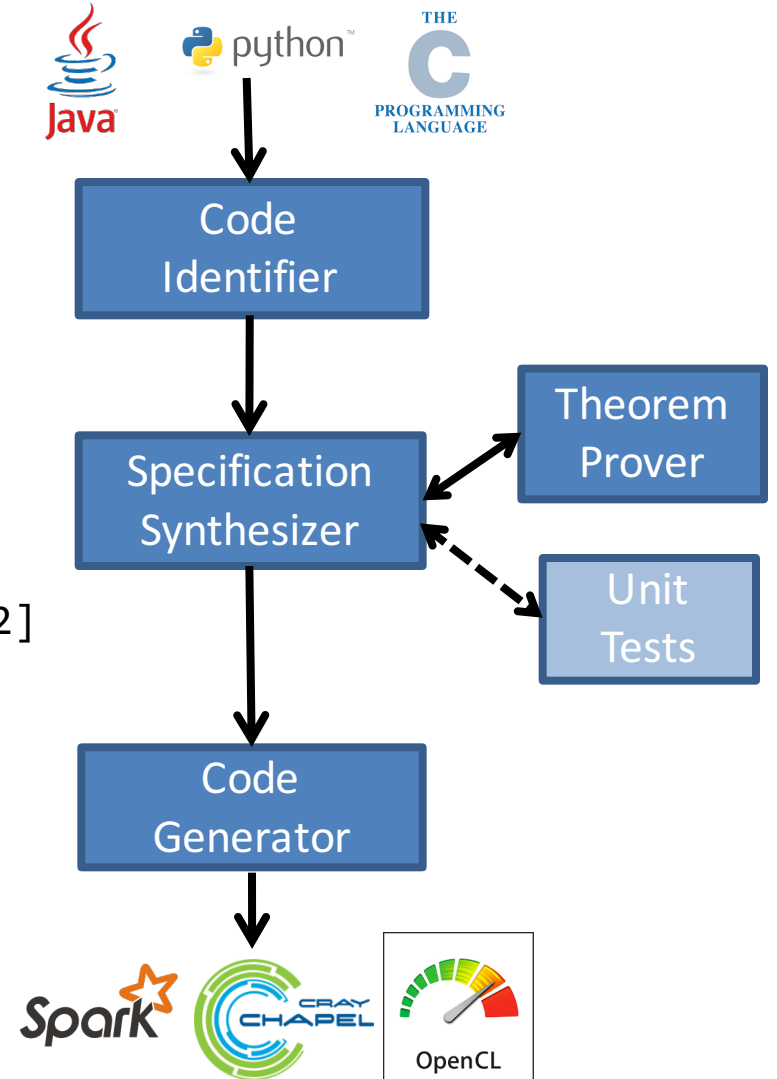 Java
python™
THE
C
PROGRAMMING
LANGUAGE
Code
Identifier
Theorem
Prover
Specification
Synthesizer
Unit
Tests
2]
Code
Generator
Spark
CRAY
CHAPEL
OpenCL